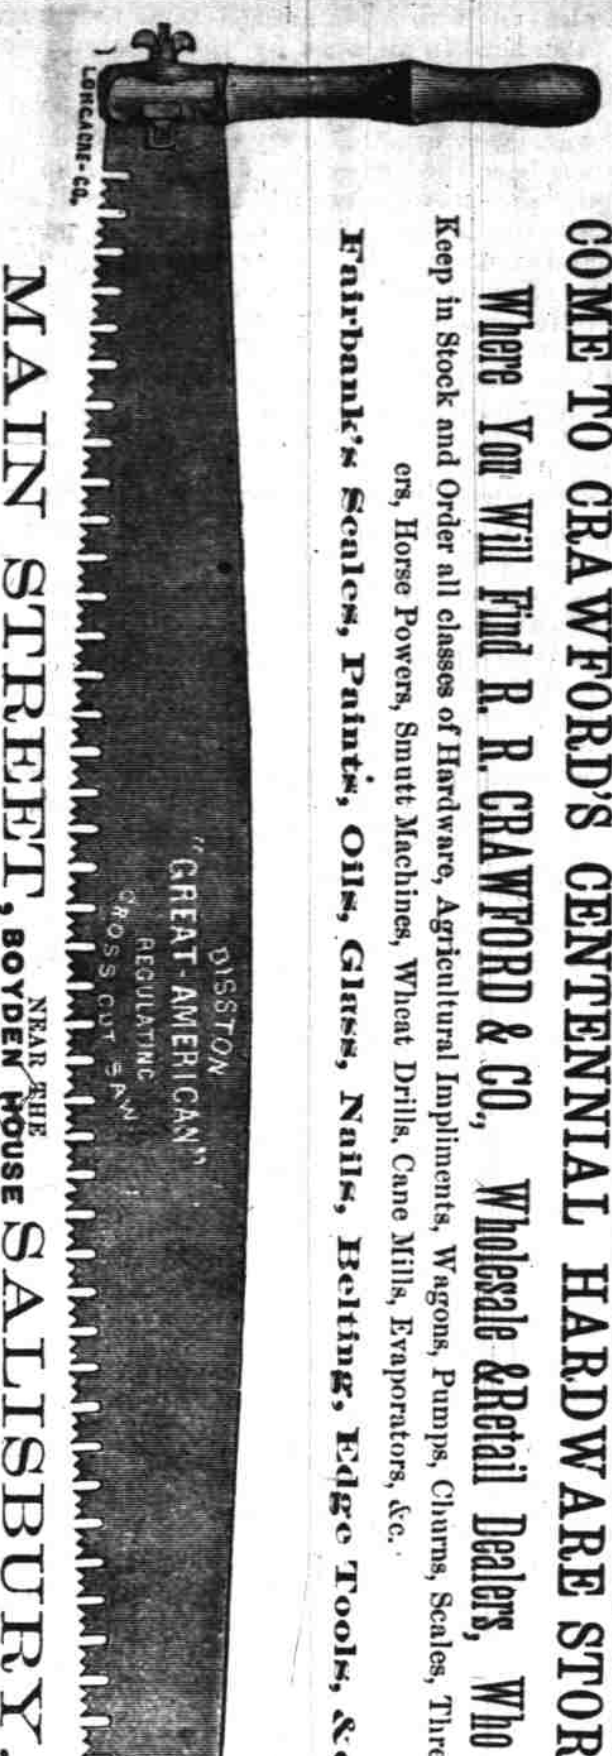 COME TO CRAWFORD'S CENTENNIAL HARDWARE STOR
Where You Will Find R. R. CRAWFORD & CO., Wholesale &Retail Dealers, Who
Keep in Stock and Order all classes of Hardware, Agricultural Impliments, Wagons, Pumps, Churns, Scales, Thre
ers, Horse Powers, Smutt Machines, Wheat Drills, Cane Mills, Evaporators, &c.
Fairbank's Scales, Paints, Oils, Glass, Nails, Belting, Edge Tools, &c
DISSTON
"GREAT-AMERICAN"
REGULATING
CROSS CUT SAW
LONGACRE-CO.
MAIN STREET, NEAR THE BOYDEN HOUSE SALISBURY.